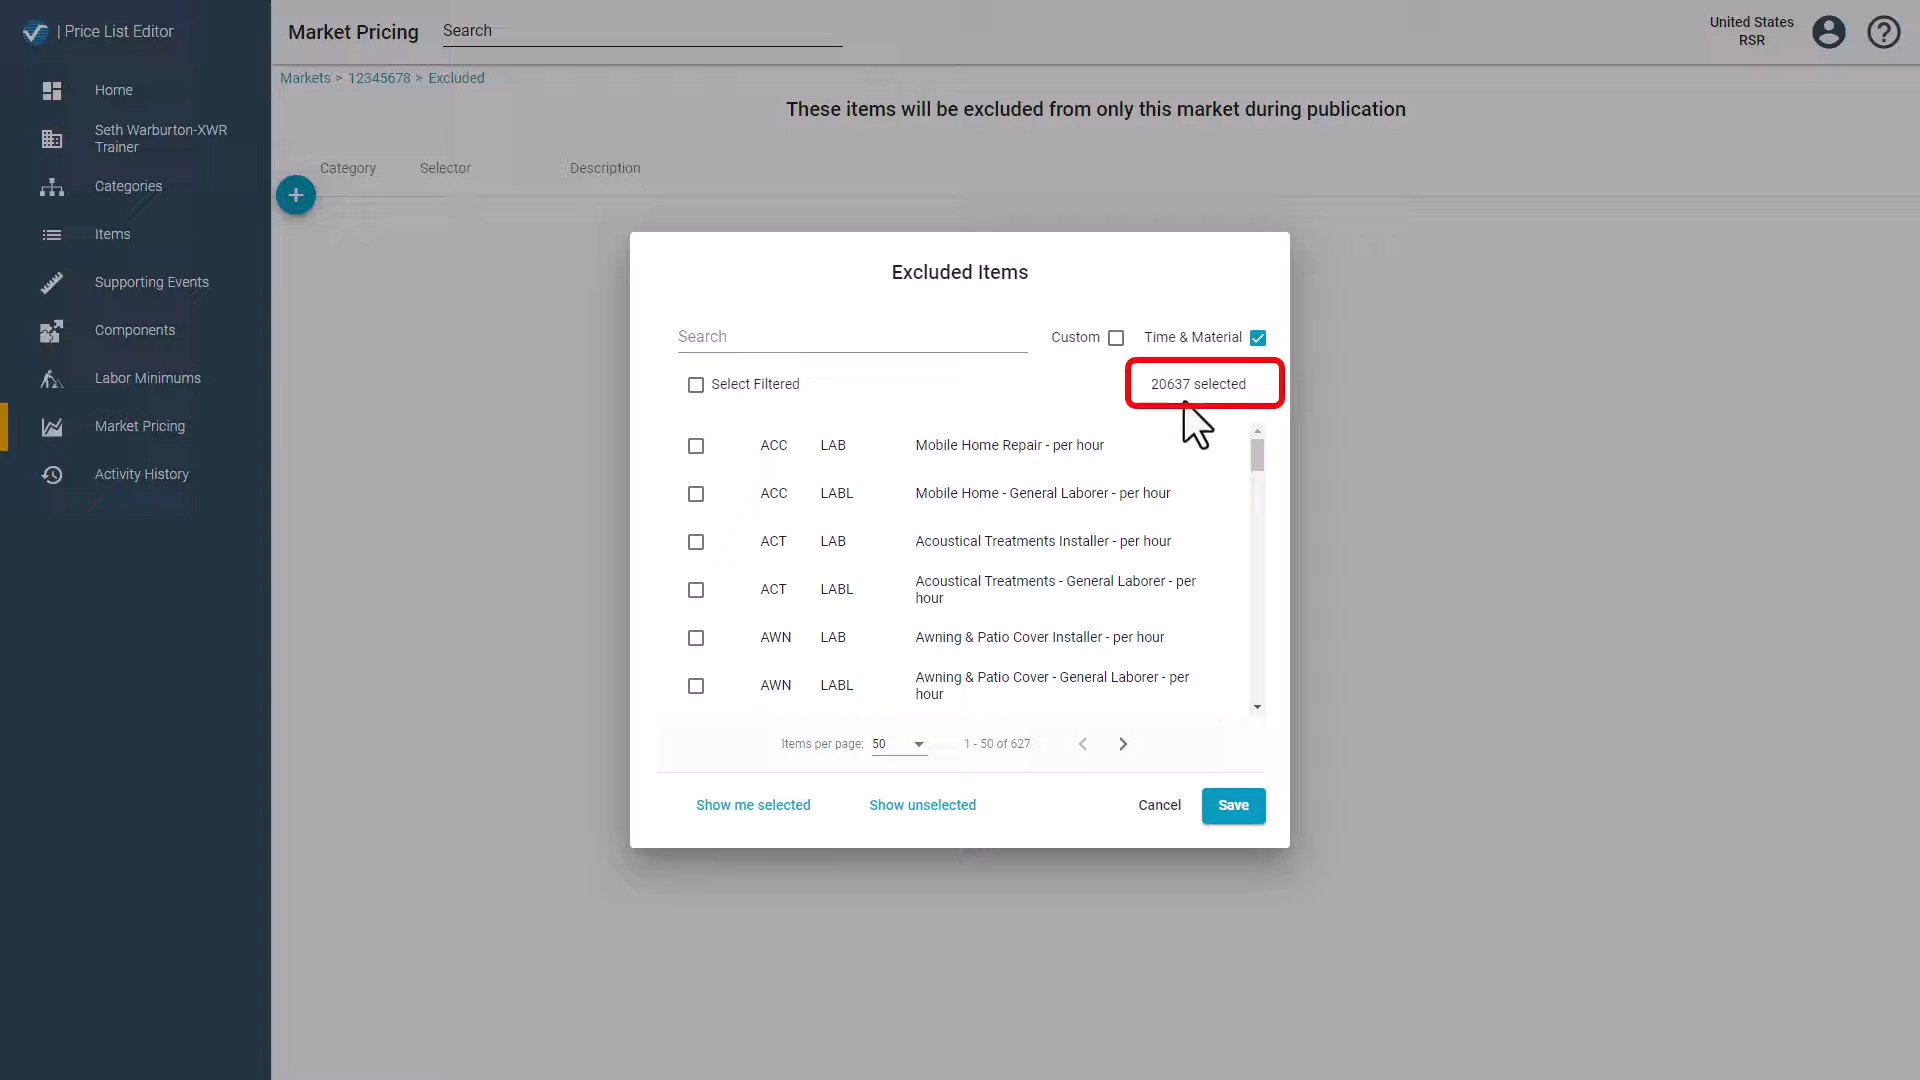 | Price List Editor
Home
Seth Warburton-XWR
Trainer
Categories
Items
Supporting Events
Components
Labor Minimums
Market Pricing
Activity History
Market Pricing
Search
United States
RSR
Markets > 12345678 > Excluded
These items will be excluded from only this market during publication
Category Selector Description
Excluded Items
Search Custom Time & Material
Select Filtered 20637 selected
ACC LAB Mobile Home Repair - per hour
ACC LABL Mobile Home - General Laborer - per hour
ACT LAB Acoustical Treatments Installer - per hour
ACT LABL Acoustical Treatments - General Laborer - per
hour
AWN LAB Awning & Patio Cover Installer - per hour
AWN LABL Awning & Patio Cover - General Laborer - per
hour
Items per page: 50 1 - 50 of 627
Show me selected Show unselected Cancel Save